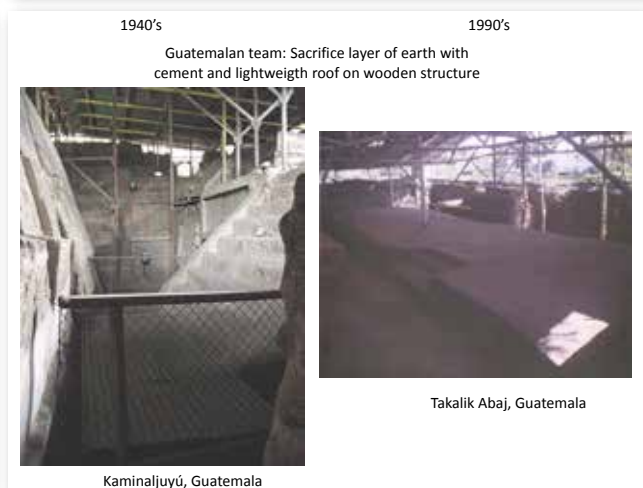 1940's
1990's
Guatemalan team: Sacrifice layer of earth with
cement and lightweigth roof on wooden structure
Takalik Abaj, Guatemala
Kaminaljuyú, Guatemala